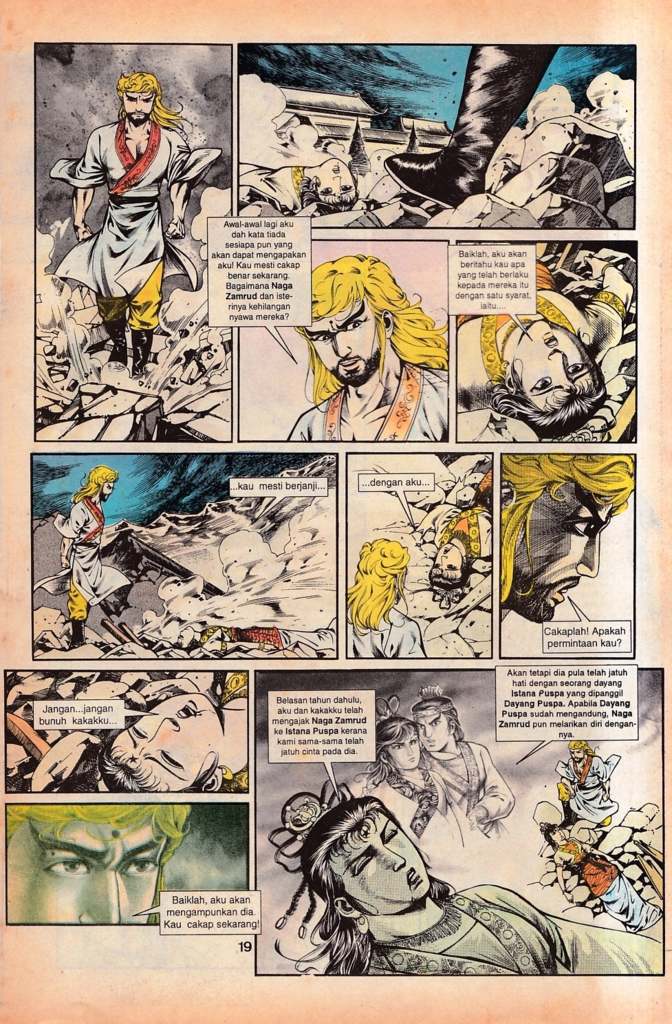 Awal-awal lagi aku
dah kata tiada
sesiapa pun yang
akan dapat mengapakan
aku! Kau mesti cakap
benar sekarang.
Bagaimana Naga
Zamrud dan iste-
rinya kehilangan
nyawa mereka?
Baiklah, aku akan
beritahu kau apa
yang telah berlaku
kepada mereka itu
dengan satu syarat,
iaitu....
...kau mesti berjanji...
...dengan aku...
Cakaplah! Apakah
permintaan kau?
Jangan...jangan
bunuh kakakku...
Baiklah, aku akan
mengampunkan dia.
Kau cakap sekarang!
Belasan tahun dahulu,
aku dan kakakku telah
mengajak Naga Zamrud
ke Istana Puspa kerana
kami sama-sama telah
jatuh cinta pada dia.
Akan tetapi dia pula telah jatuh
hati dengan seorang dayang
Istana Puspa yang dipanggil
Dayang Puspa. Apabila Dayang
Puspa sudah mengandung, Naga
Zamrud pun melarikan diri dengan-
nya.
19